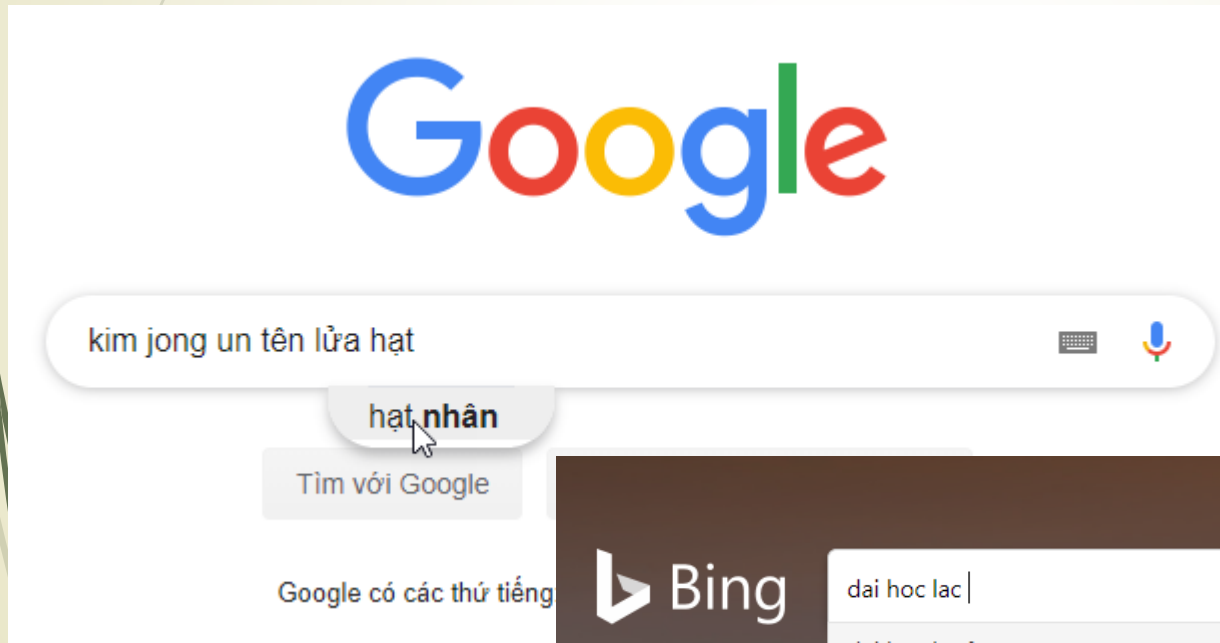 Google
kim jong un tên lửa hạt
hạt nhân
Tìm với Google
Google có các thứ tiếng
Bing
dai hoc lac